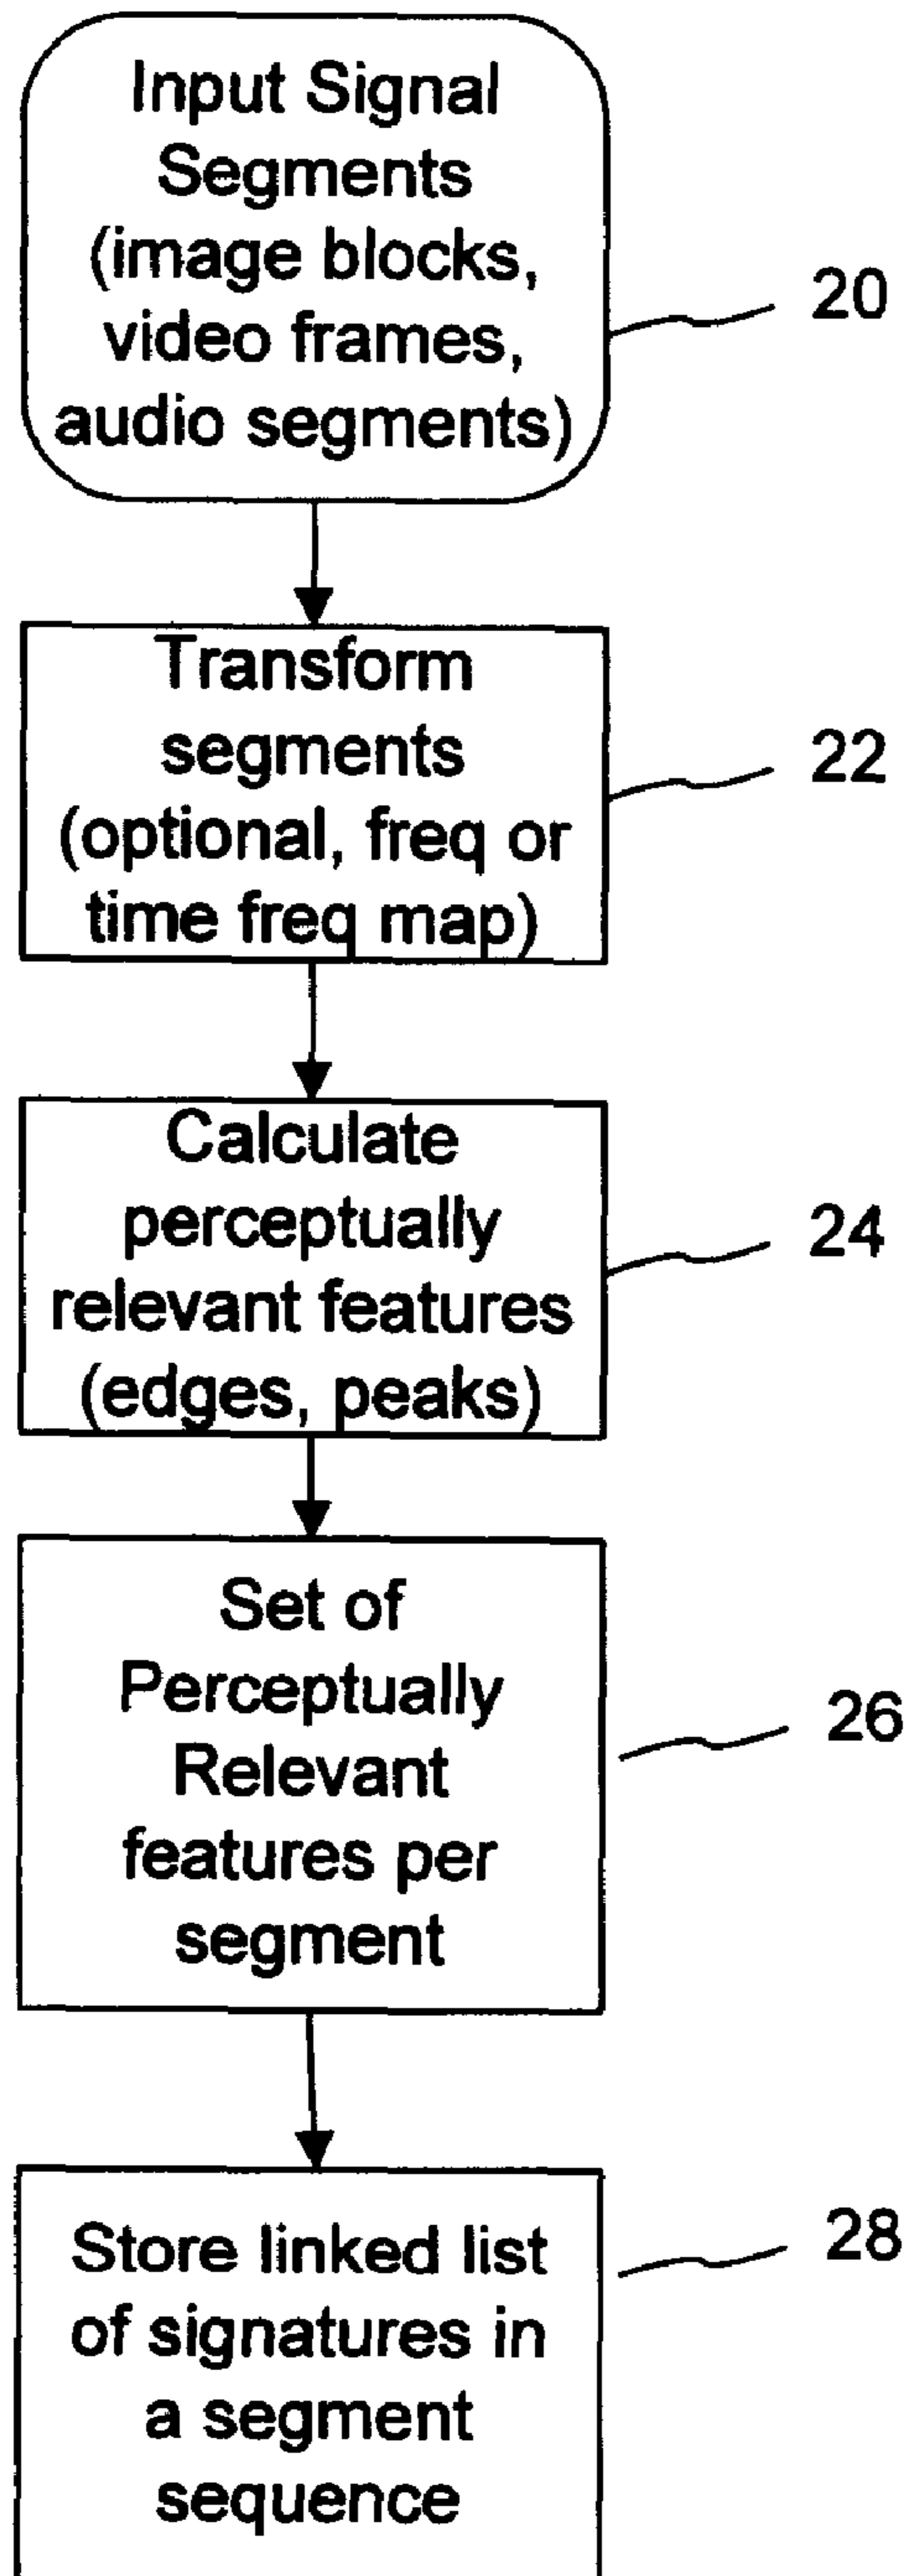 Input Signal
Segments
(image blocks,
video frames,
audio segments)
20
Transform
segments
(optional, freq or
time freq map)
22
Calculate
perceptually
relevant features
(edges, peaks)
24
Set of
Perceptually
Relevant
features per
segment
26
Store linked list
of signatures in
a segment
sequence
28